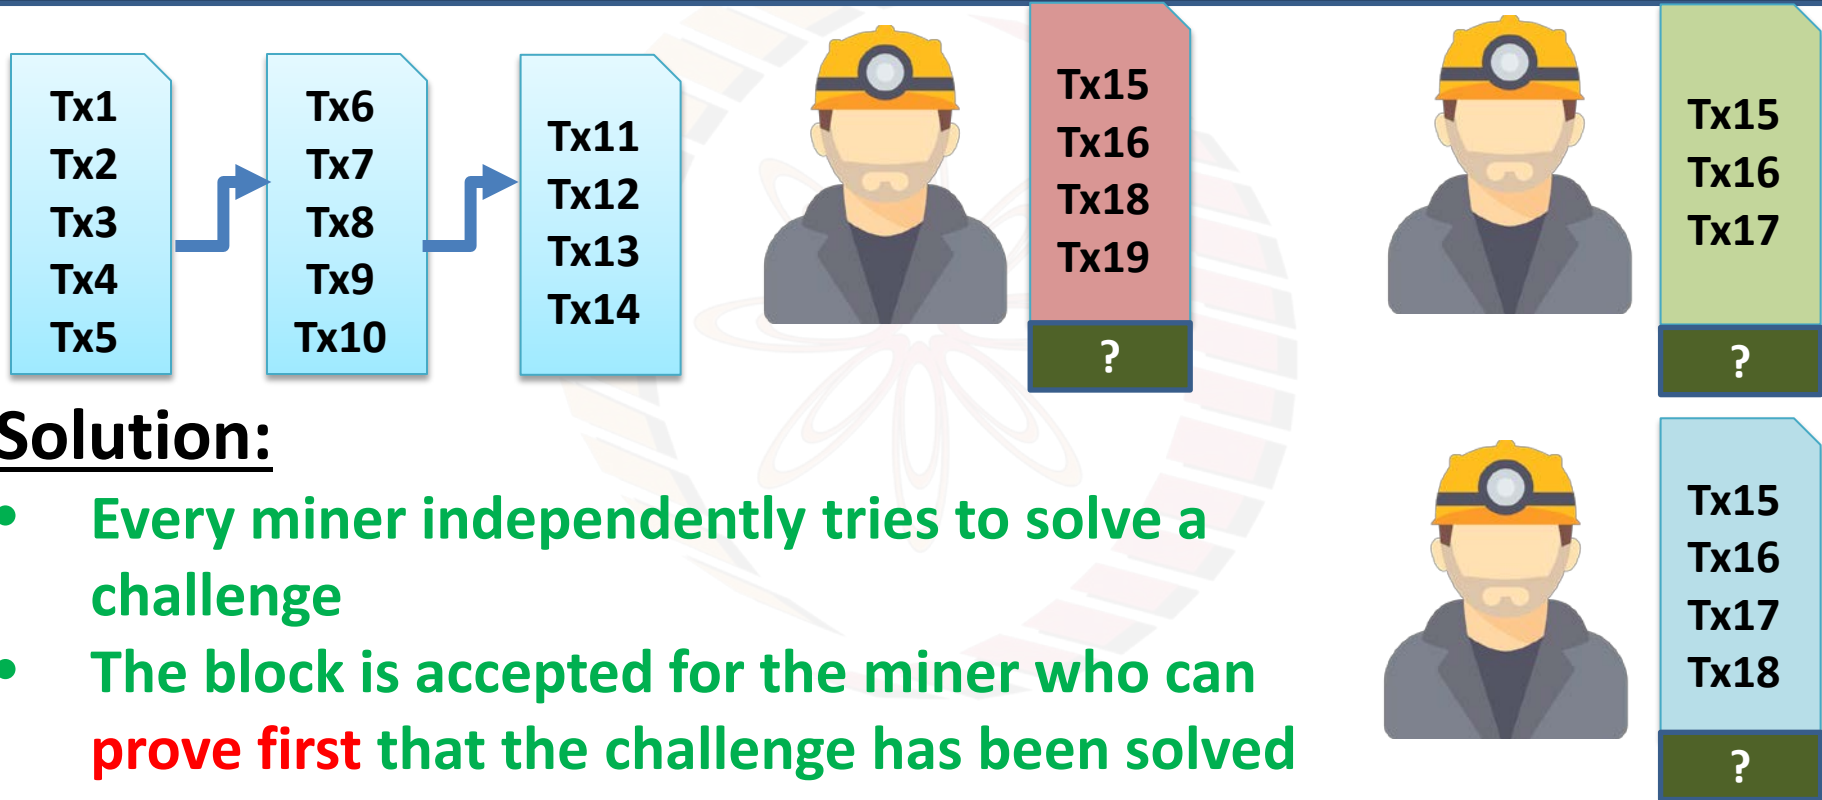 Tx1
Tx2
Tx3
Tx4
Tx5
Tx6
Tx7
Tx8
Tx9
Tx10
Tx11
Tx12
Tx13
Tx14
Tx15
Tx16
Tx18
Tx19
?
Tx15
Tx16
Tx17
?
Solution:
• Every miner independently tries to solve a
challenge
• The block is accepted for the miner who can
prove first that the challenge has been solved
Tx15
Tx16
Tx17
Tx18
?